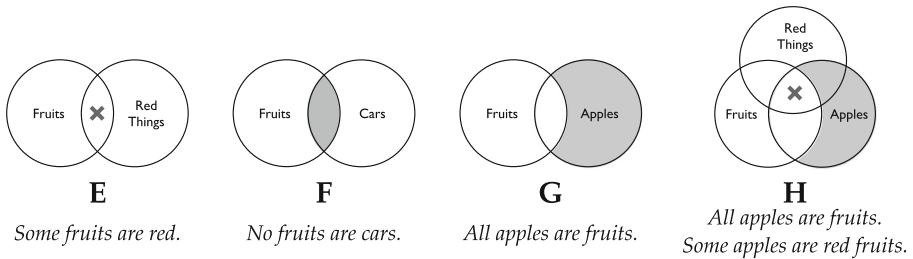 Fruits
Red
Things
E
Some fruits are red.
Fruits
Cars
F
No fruits are cars.
Fruits
Apples
G
All apples are fruits.
Red
Things
Fruits
Apples
H
All apples are fruits.
Some apples are red fruits.